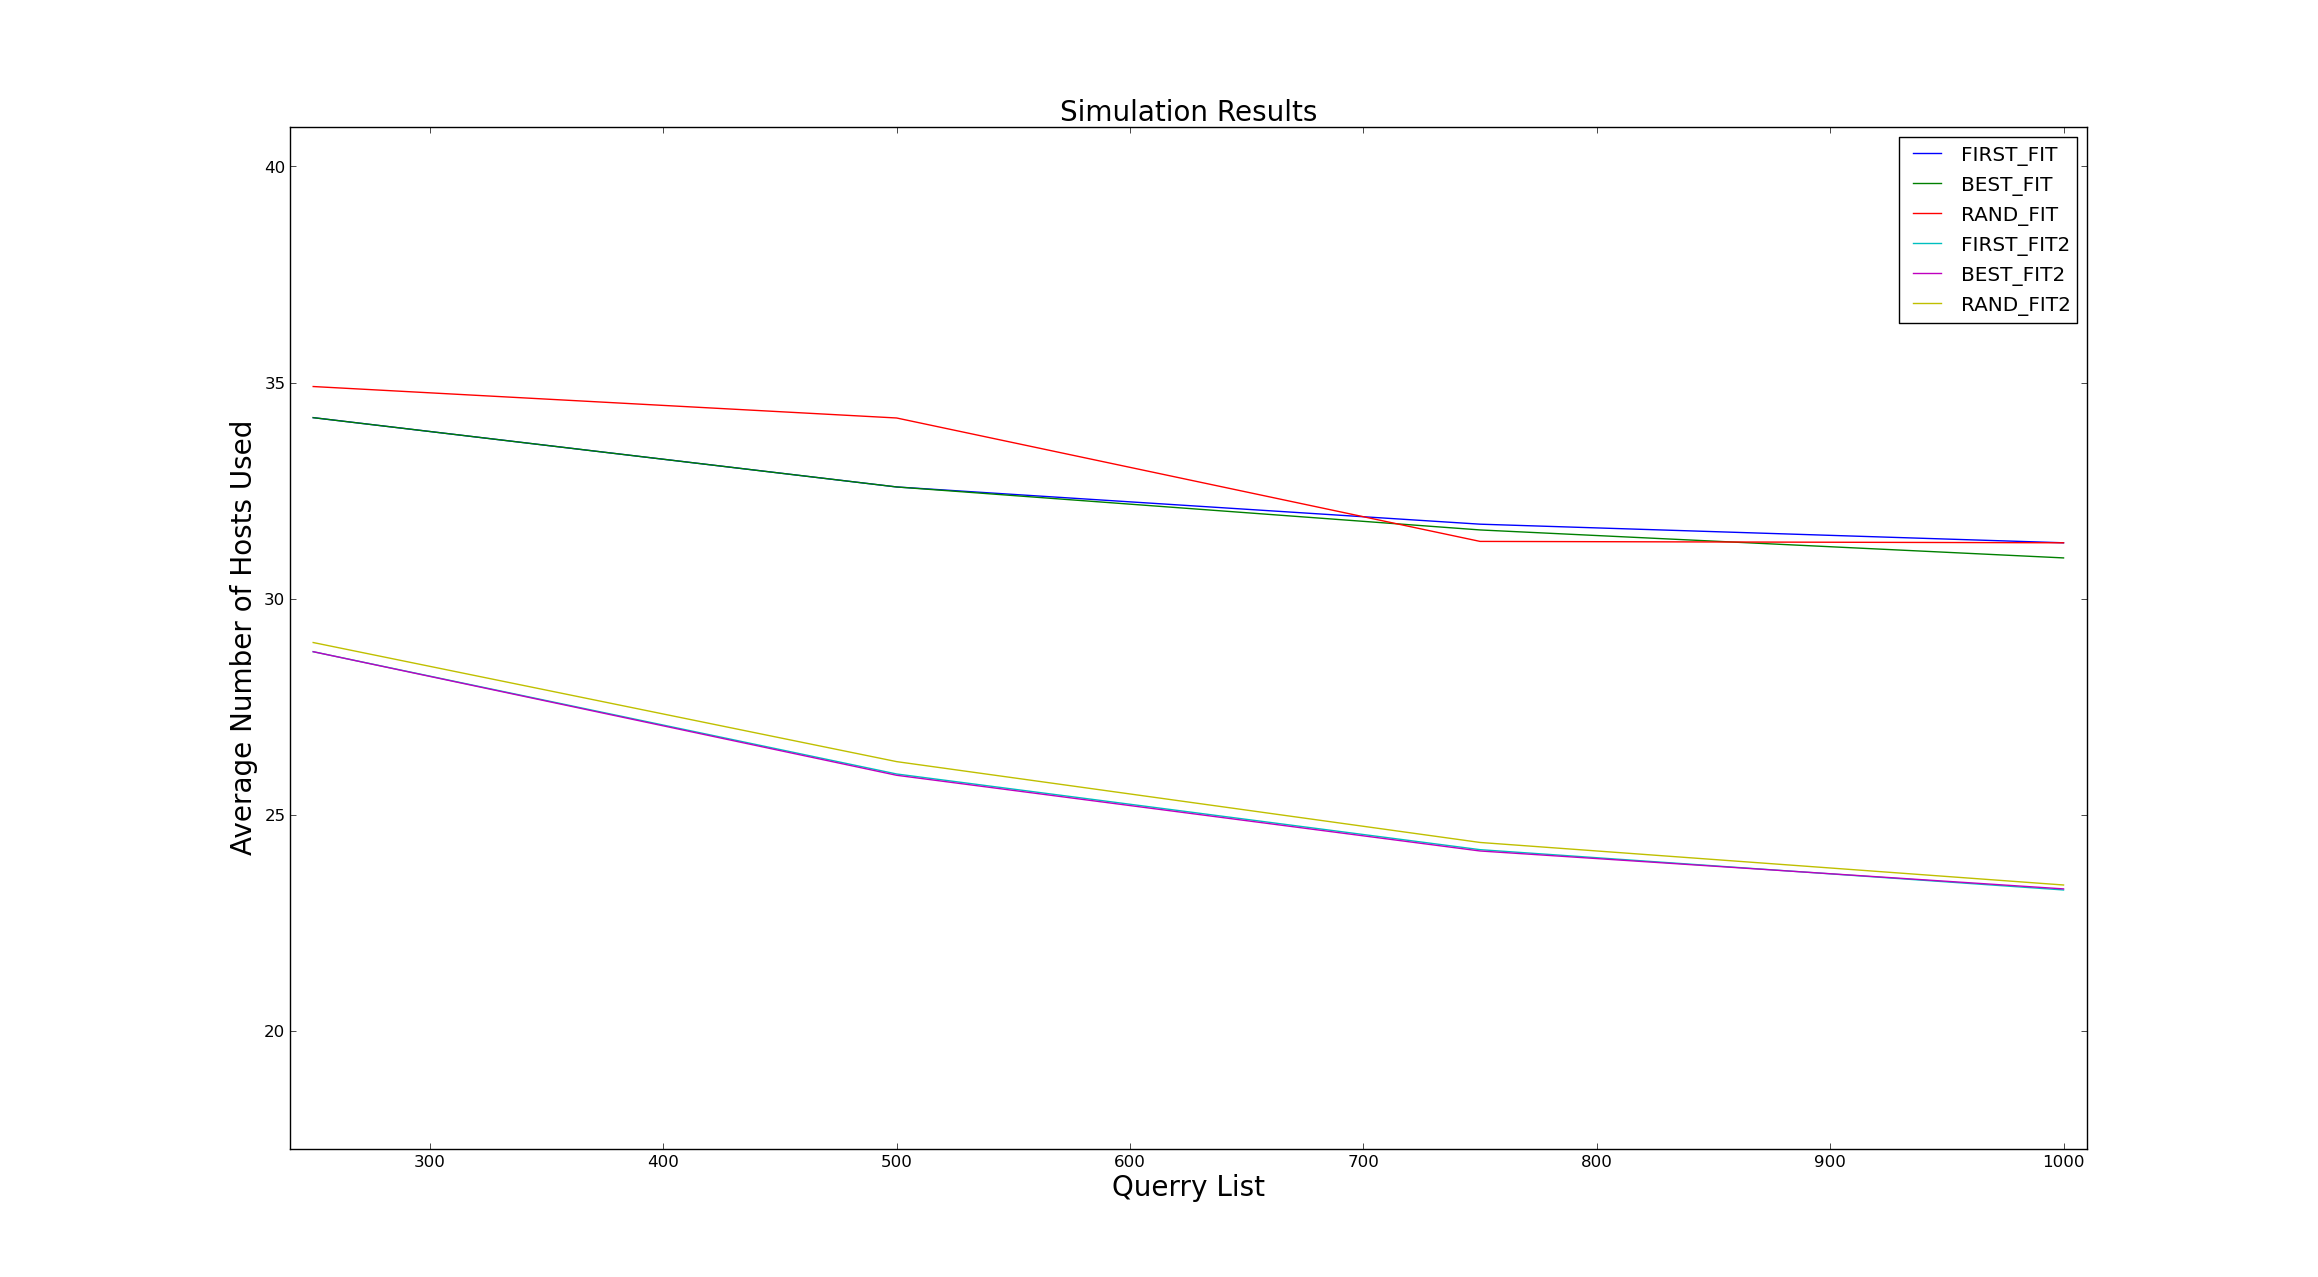 Simulation Results
FIRST_FIT
BEST_FIT
RAND_FIT
FIRST_FIT2
BEST_FIT2
RAND_FIT2
40
35
30
25
20
Average Number of Hosts Used
300 400 500 600 700 800 900 1000
Querry List